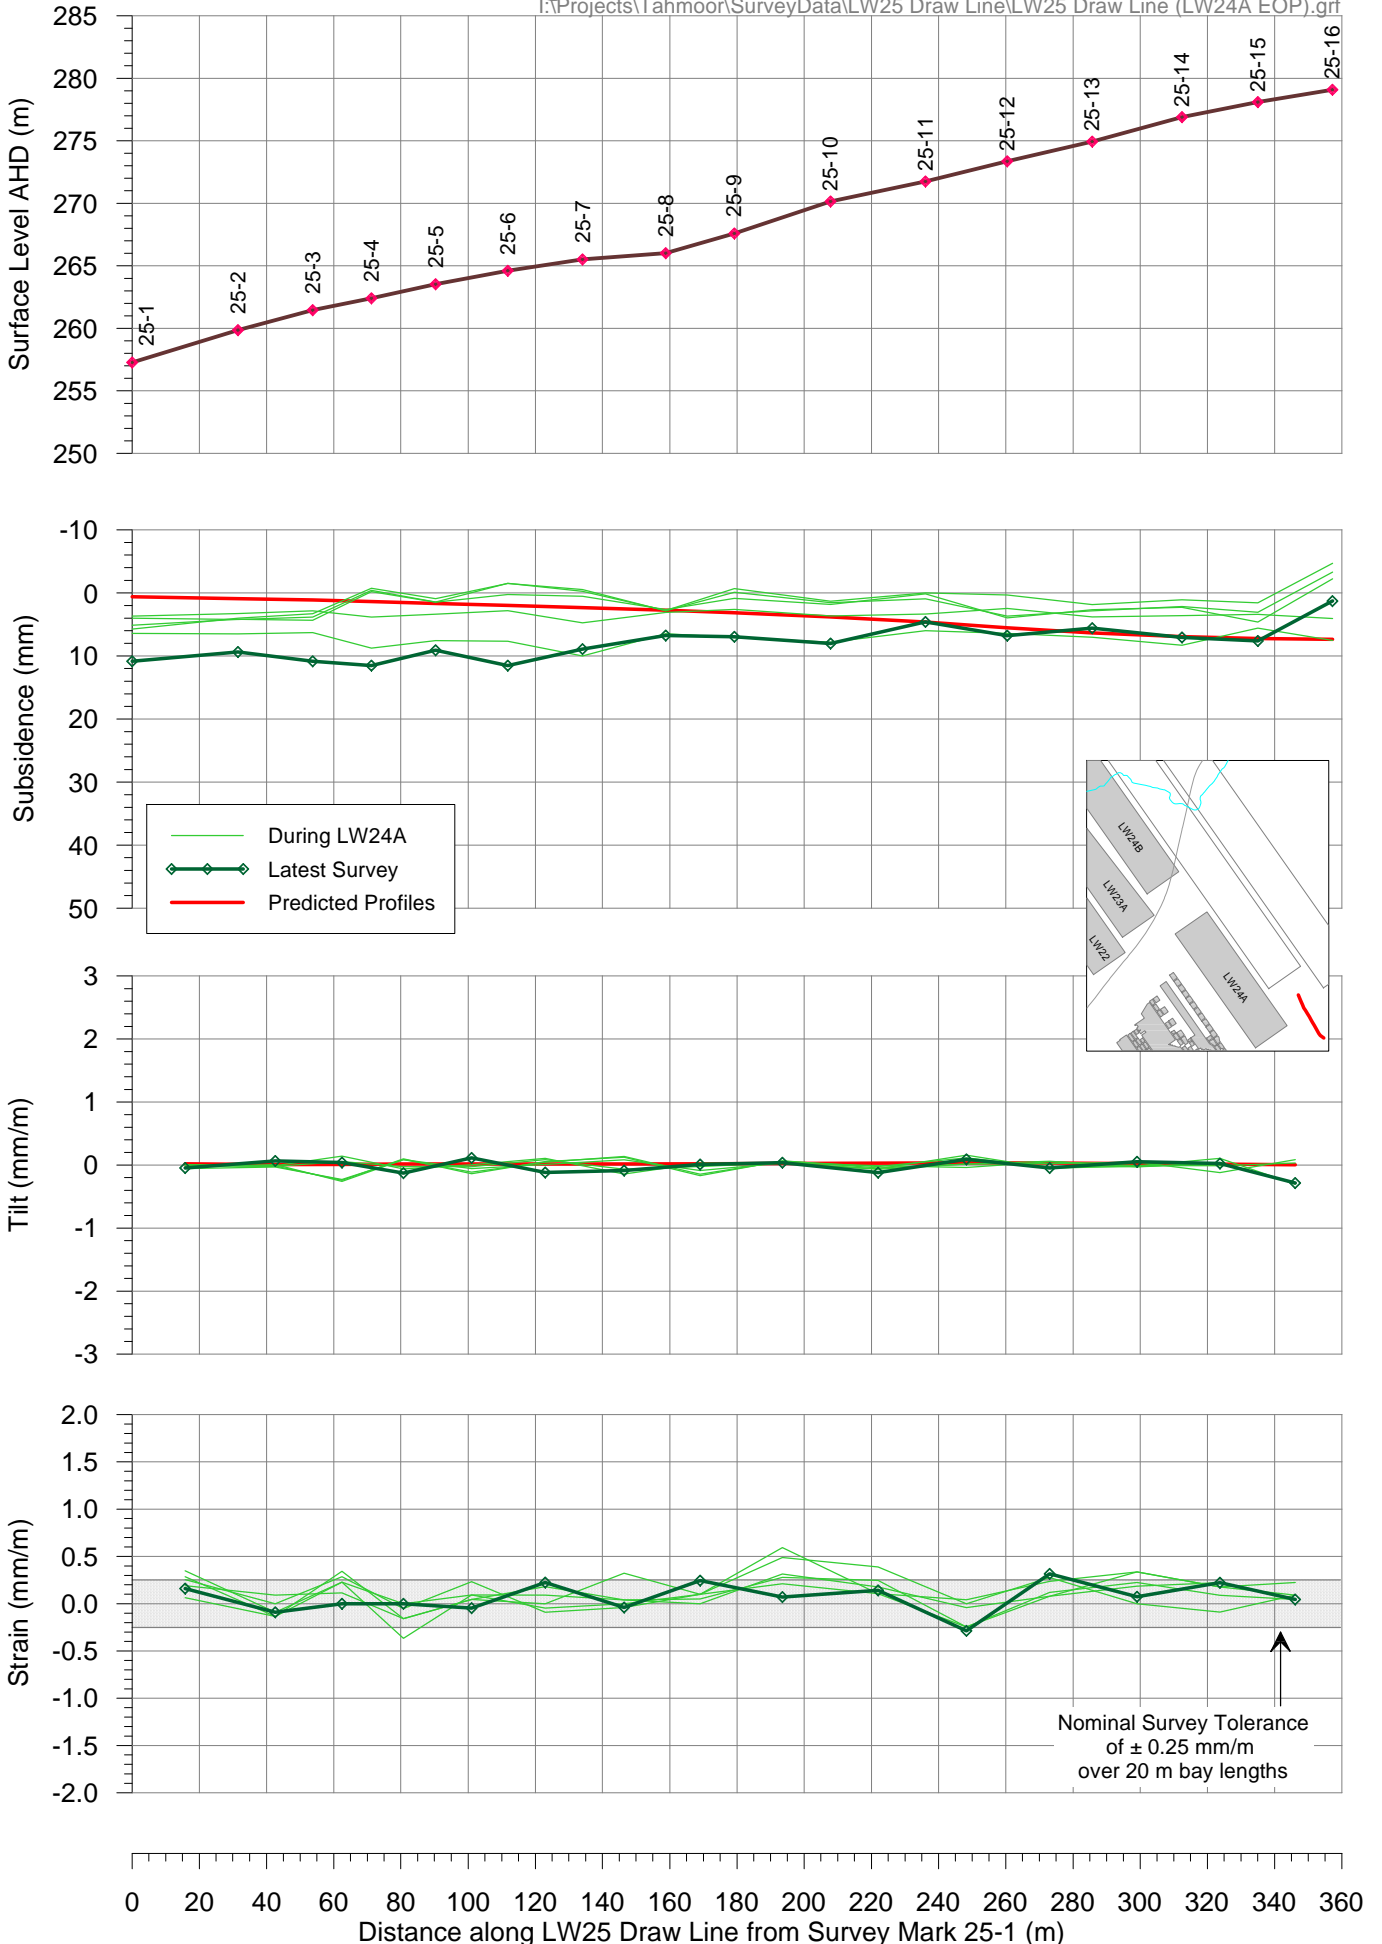 I:\Projects\Tahmoor\SurveyData\LW25 Draw Line\LW25 Draw Line (LW24A EOP).grf
285
280
275
270
265
260
255
250
Surface Level AHD (m)
25-1
25-2
25-3
25-4
25-5
25-6
25-7
25-8
25-9
25-10
25-11
25-12
25-13
25-14
25-15
25-16
-10
0
10
20
30
40
50
Subsidence (mm)
During LW24A
Latest Survey
Predicted Profiles
LW24B
LW23A
LW22
LW24A
3
2
1
0
-1
-2
-3
Tilt (mm/m)
2.0
1.5
1.0
0.5
0.0
-0.5
-1.0
-1.5
-2.0
Strain (mm/m)
Nominal Survey Tolerance
of ± 0.25 mm/m
over 20 m bay lengths
0 20 40 60 80 100 120 140 160 180 200 220 240 260 280 300 320 340 360
Distance along LW25 Draw Line from Survey Mark 25-1 (m)